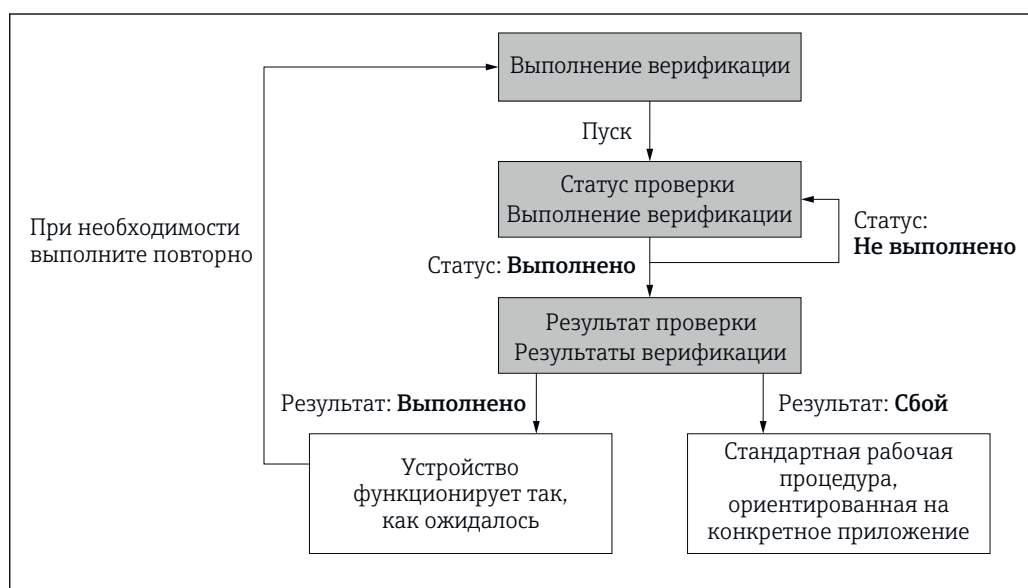 Выполнение верификации
Пуск
Статус проверки
Выполнение верификации
При необходимости
выполните повторно
Статус:
Не выполнено
Статус: Выполнено
Результат проверки
Результаты верификации
Результат: Выполнено
Результат: Сбой
Устройство
функционирует так,
как ожидалось
Стандартная рабочая
процедура,
ориентированная на
конкретное приложение